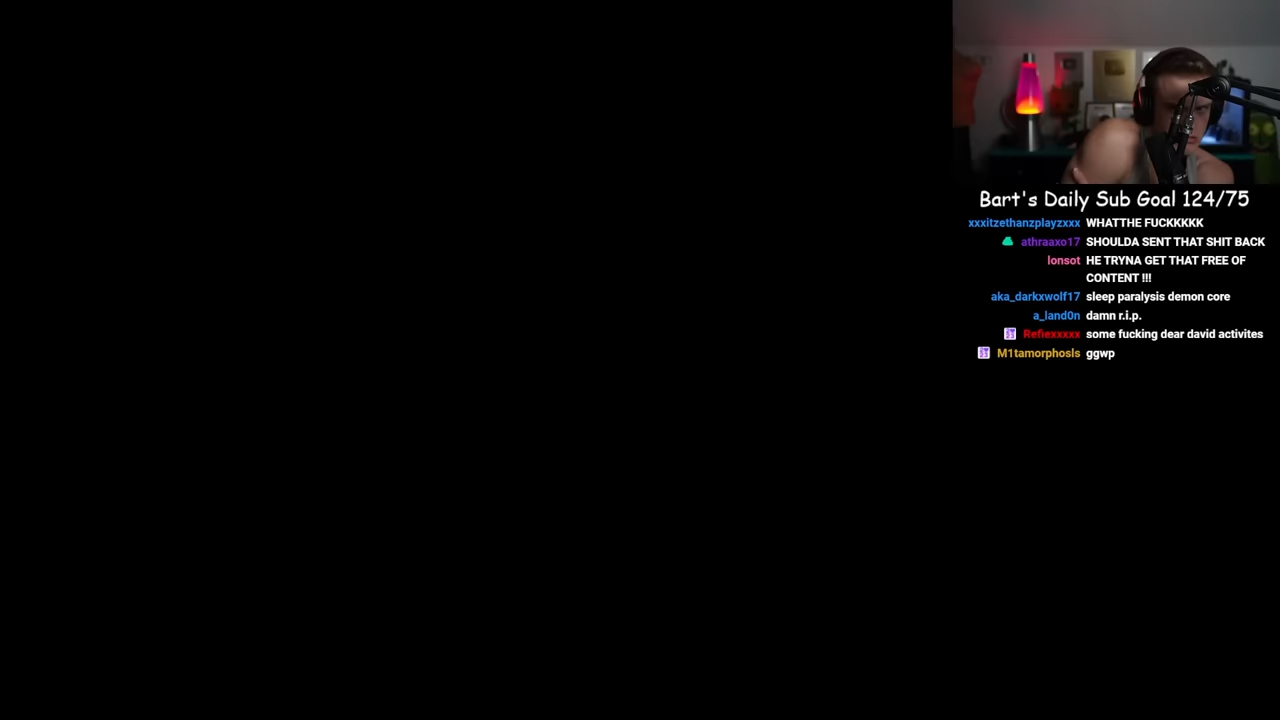 Bart's Daily Sub Goal 124/75
xxxitzethanzplayzxxx WHATTHE FUCKKKKK
athraaxo17 SHOULDA SENT THAT SHIT BACK
lonsot HE TRYNA GET THAT FREE OF
CONTENT !!!
aka_darkxwolf17 sleep paralysis demon core
a_land0n damn r.i.p.
Refiexxxxx some fucking dear david activites
M1tamorphosls ggwp